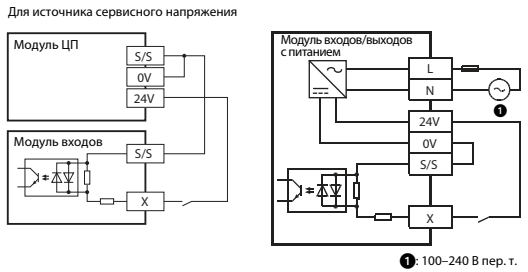 Для источника сервисного напряжения
Модуль ЦП
S/S
0V
24V
Модуль входов
S/S
X
Модуль входов/выходов
с питанием
L
N
24V
0V
S/S
X
1
1: 100–240 В пер. т.